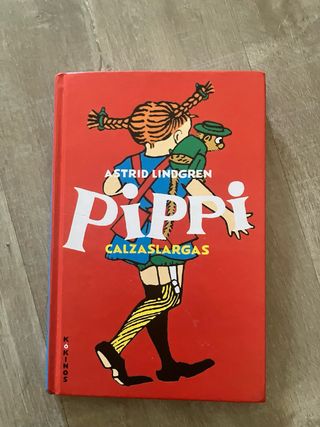 ASTRID LINDGREN
PIPPI
CALZASLARGAS
KÓKINOS